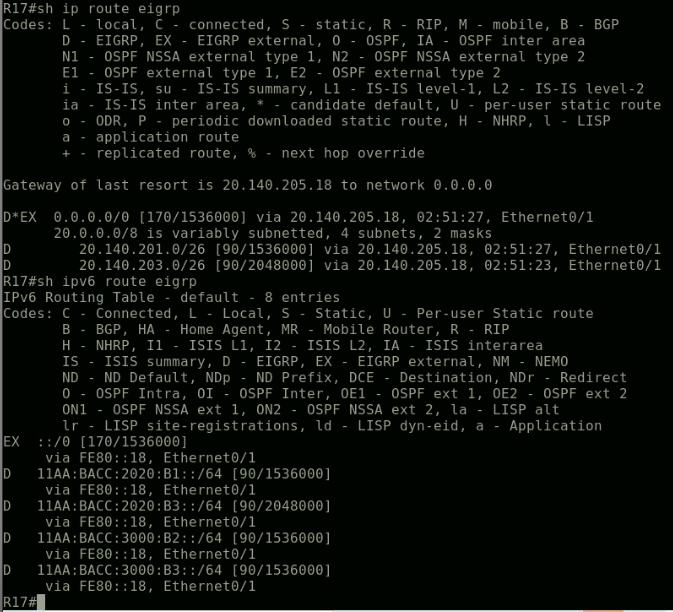 R17#sh ip route eigrp
Codes: L - local, C - connected, S - static, R - RIP, M - mobile, B - BGP
       D - EIGRP, EX - EIGRP external, O - OSPF, IA - OSPF inter area
       N1 - OSPF NSSA external type 1, N2 - OSPF NSSA external type 2
       E1 - OSPF external type 1, E2 - OSPF external type 2
       i - IS-IS, su - IS-IS summary, L1 - IS-IS level-1, L2 - IS-IS level-2
       ia - IS-IS inter area, * - candidate default, U - per-user static route
       o - ODR, P - periodic downloaded static route, H - NHRP, l - LISP
       a - application route
       + - replicated route, % - next hop override
Gateway of last resort is 20.140.205.18 to network 0.0.0.0
D*EX  0.0.0.0/0 [170/1536000] via 20.140.205.18, 02:51:27, Ethernet0/1
      20.0.0.0/8 is variably subnetted, 4 subnets, 2 masks
D        20.140.201.0/26 [90/1536000] via 20.140.205.18, 02:51:27, Ethernet0/1
D        20.140.203.0/26 [90/2048000] via 20.140.205.18, 02:51:23, Ethernet0/1
R17#sh ipv6 route eigrp
IPv6 Routing Table - default - 8 entries
Codes: C - Connected, L - Local, S - Static, U - Per-user Static route
       B - BGP, HA - Home Agent, MR - Mobile Router, R - RIP
       H - NHRP, I1 - ISIS L1, I2 - ISIS L2, IA - ISIS interarea
       IS - ISIS summary, D - EIGRP, EX - EIGRP external, NM - NEMO
       ND - ND Default, NDp - ND Prefix, DCE - Destination, NDr - Redirect
       O - OSPF Intra, OI - OSPF Inter, OE1 - OSPF ext 1, OE2 - OSPF ext 2
       ON1 - OSPF NSSA ext 1, ON2 - OSPF NSSA ext 2, la - LISP alt
       lr - LISP site-registrations, ld - LISP dyn-eid, a - Application
EX  ::/0 [170/1536000]
     via FE80::18, Ethernet0/1
D   11AA:BACC:2020:B1::/64 [90/1536000]
     via FE80::18, Ethernet0/1
D   11AA:BACC:2020:B3::/64 [90/2048000]
     via FE80::18, Ethernet0/1
D   11AA:BACC:3000:B2::/64 [90/1536000]
     via FE80::18, Ethernet0/1
D   11AA:BACC:3000:B3::/64 [90/1536000]
     via FE80::18, Ethernet0/1
R17#